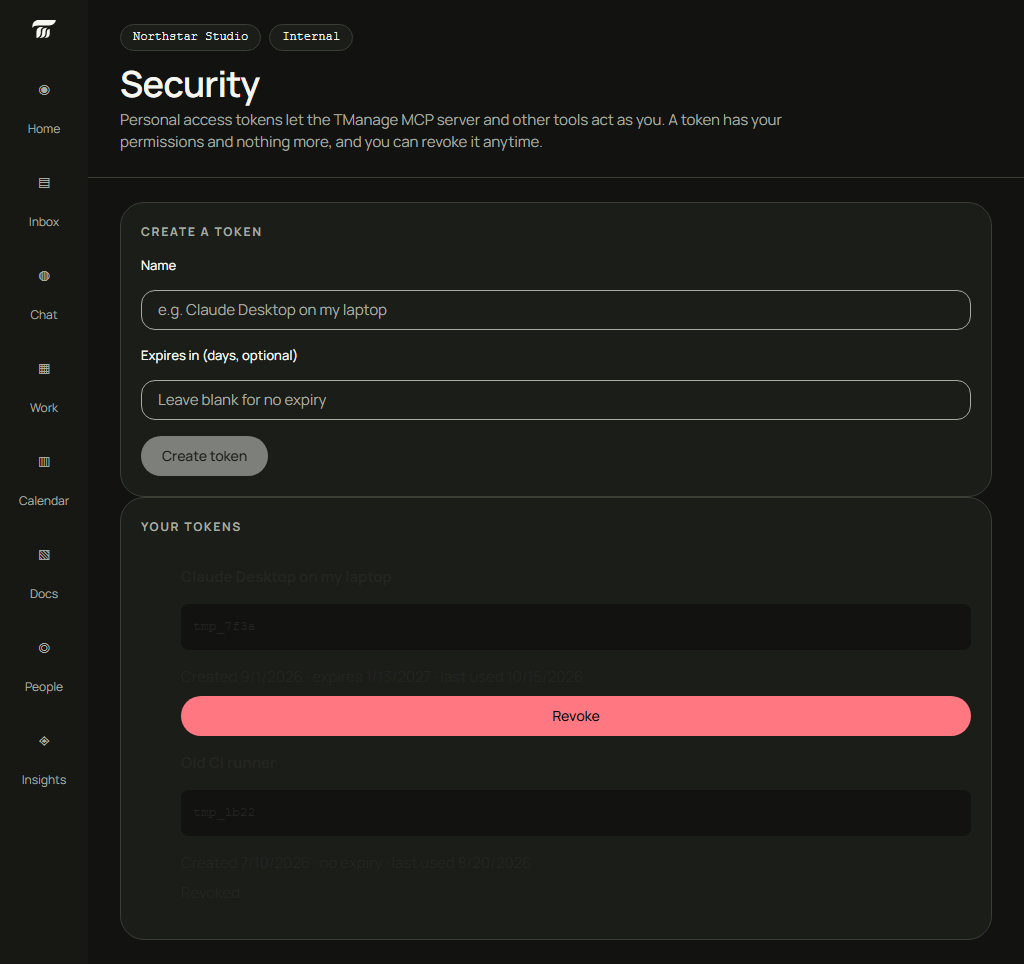 Northstar Studio
Internal
Security
Personal access tokens let the TManage MCP server and other tools act as you. A token has your
permissions and nothing more, and you can revoke it anytime.
Home
Inbox
Chat
Work
Calendar
Docs
People
Insights
CREATE A TOKEN
Name
e.g. Claude Desktop on my laptop
Expires in (days, optional)
Leave blank for no expiry
Create token
YOUR TOKENS
Claude Desktop on my laptop
tmp_7f3a
Created 9/1/2026 · expires 1/13/2027 · last used 10/15/2026
Revoke
Old CI runner
tmp_1b22
Created 7/10/2026 · no expiry · last used 8/20/2026
Revoked